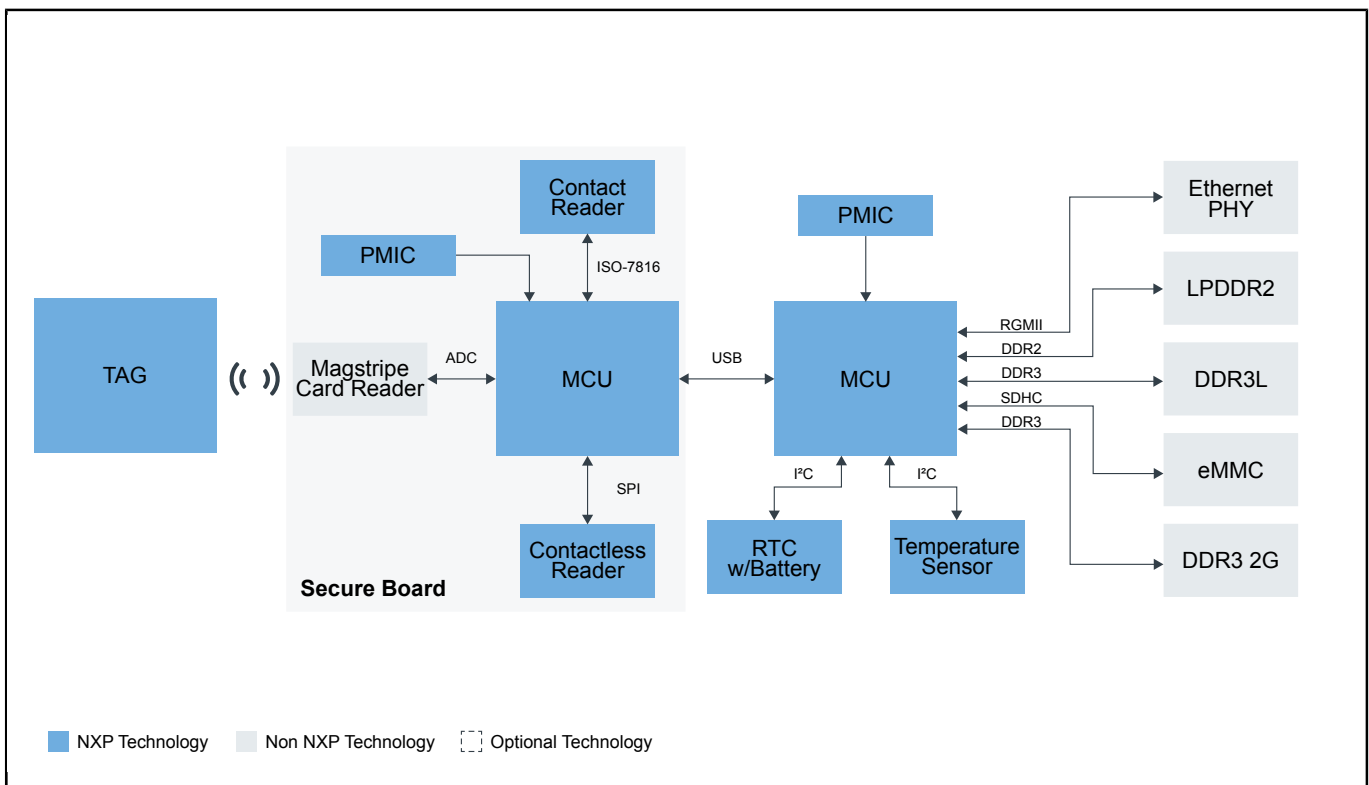 Contact
Reader
PMIC
ISO-7816
TAG
Magstripe
Card Reader
ADC
MCU
SPI
Contactless
Reader
Secure Board
USB
PMIC
MCU
I²C
I²C
RTC
w/Battery
Temperature
Sensor
RGMII
DDR2
DDR3
SDHC
DDR3
Ethernet
PHY
LPDDR2
DDR3L
eMMC
DDR3 2G
NXP Technology
Non NXP Technology
Optional Technology